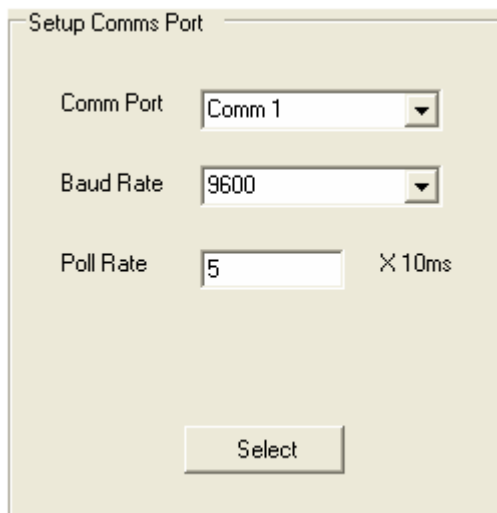 Setup Comms Port
Comm Port Comm 1
Baud Rate 9600
Poll Rate 5 X 10ms
Select